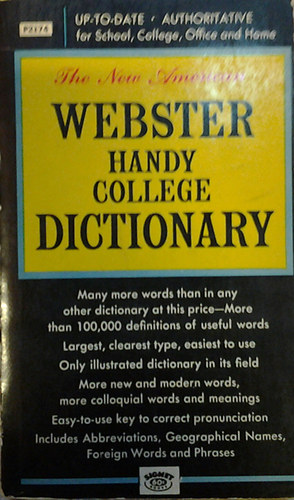 P2175
UP-TO-DATE · AUTHORITATIVE
for School, College, Office and Home
The New American
WEBSTER
HANDY
COLLEGE
DICTIONARY
Many more words than in any
other dictionary at this price—More
than 100,000 definitions of useful words
Largest, clearest type, easiest to use
Only illustrated dictionary in its field
More new and modern words,
more colloquial words and meanings
Easy-to-use key to correct pronunciation
Includes Abbreviations, Geographical Names,
Foreign Words and Phrases
SIGNET
60¢